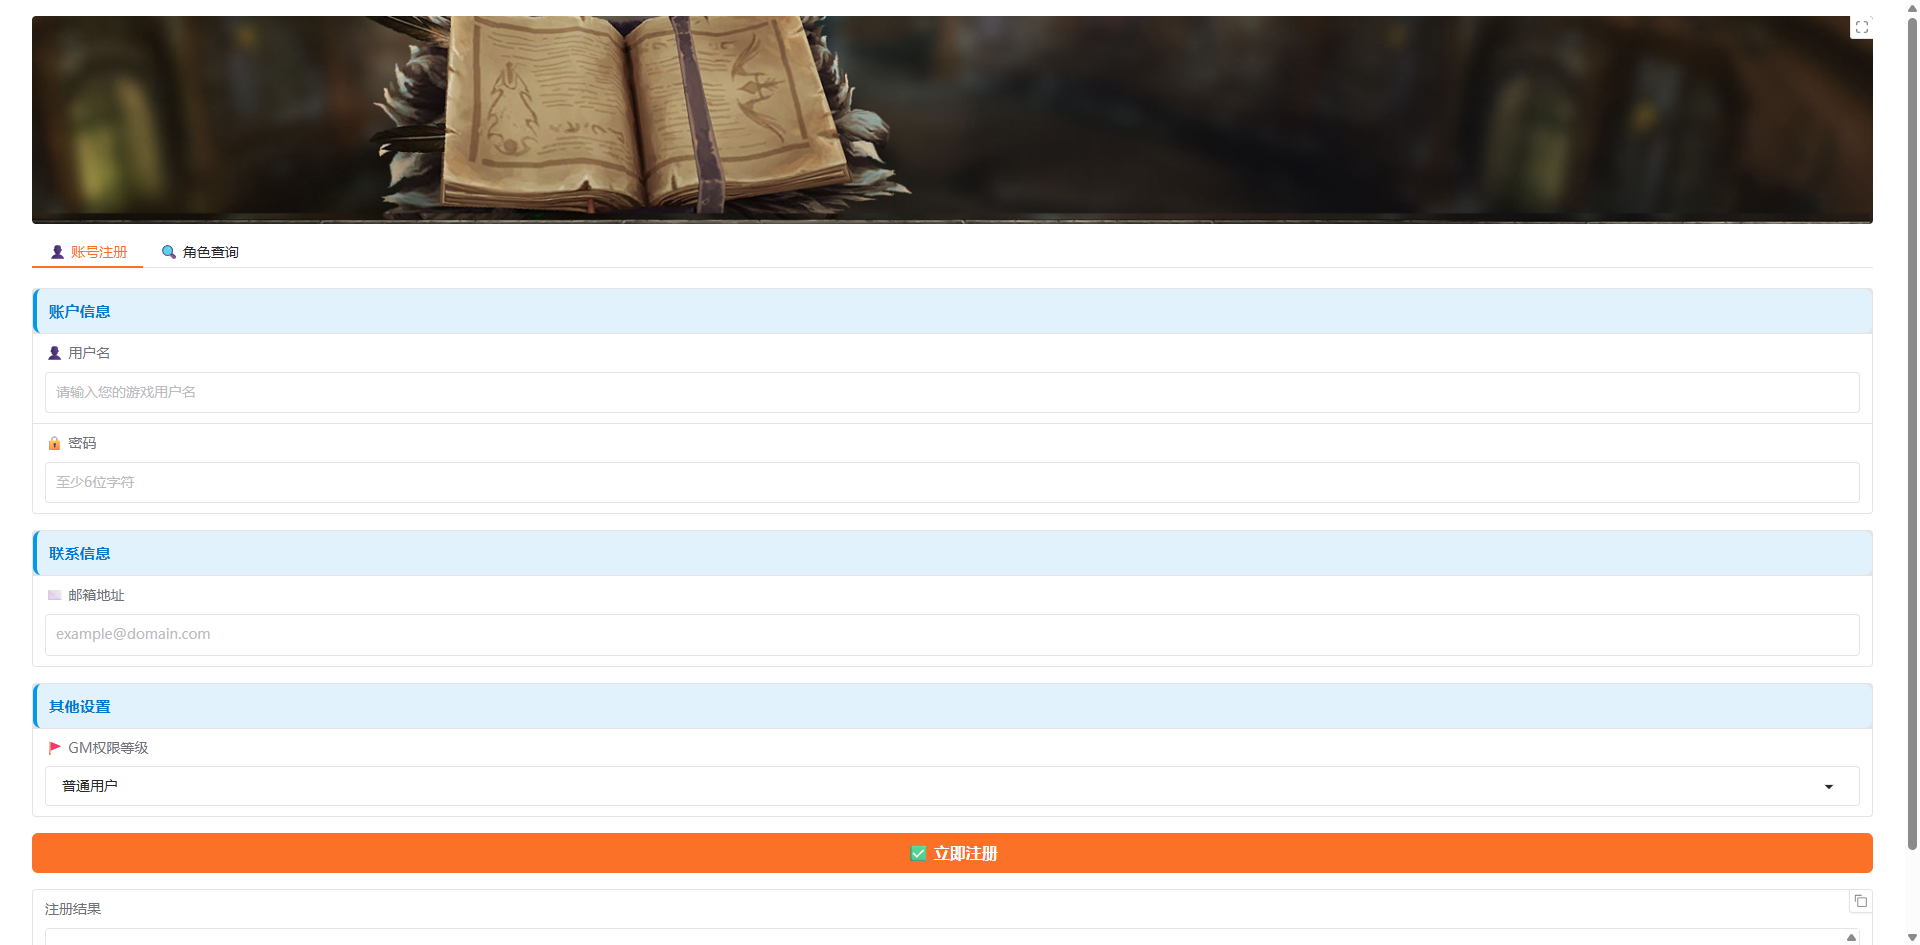 账号注册
角色查询
账户信息
用户名
请输入您的游戏用户名
密码
至少6位字符
联系信息
邮箱地址
example@domain.com
其他设置
GM权限等级
普通用户
立即注册
注册结果